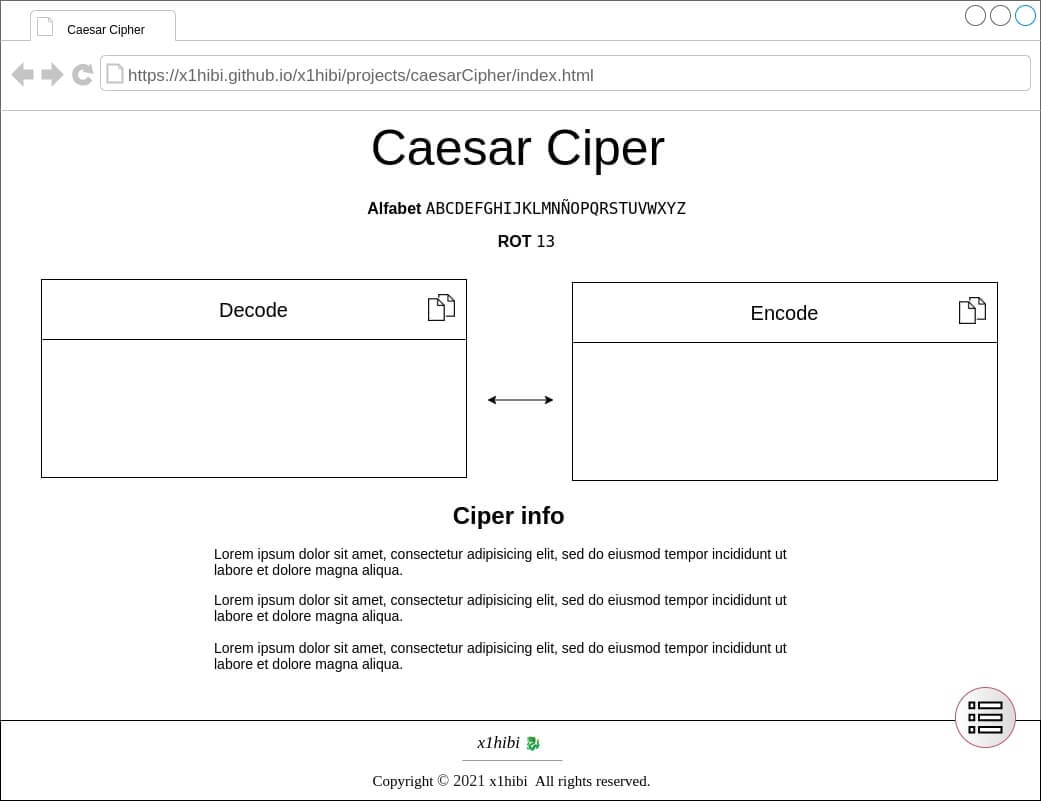 Caesar Cipher
https://x1hibi.github.io/x1hibi/projects/caesarCipher/index.html
Caesar Ciper
Alfabet ABCDEFGHIJKLMNÑOPQRSTUVWXYZ
ROT 13
Decode
Encode
Ciper info
Lorem ipsum dolor sit amet, consectetur adipisicing elit, sed do eiusmod tempor incididunt ut
labore et dolore magna aliqua.
Lorem ipsum dolor sit amet, consectetur adipisicing elit, sed do eiusmod tempor incididunt ut
labore et dolore magna aliqua.
Lorem ipsum dolor sit amet, consectetur adipisicing elit, sed do eiusmod tempor incididunt ut
labore et dolore magna aliqua.
x1hibi 🐉
Copyright © 2021 x1hibi All rights reserved.